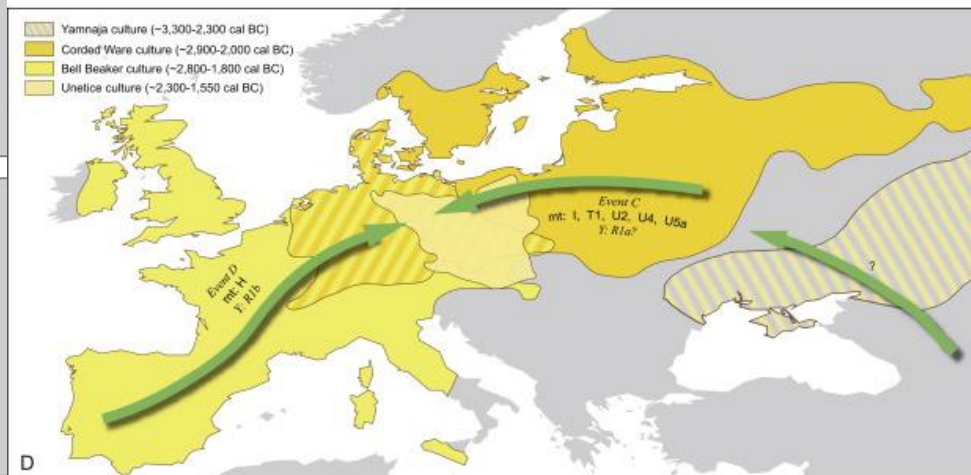 Yamnaja culture (~3,300-2,300 cal BC)
Corded Ware culture (~2,900-2,000 cal BC)
Bell Beaker culture (~2,800-1,800 cal BC)
Unetice culture (~2,300-1,550 cal BC)
Event C
mt: I, T1, U2, U4, U5a
Y: R1a?
Event D
mt: H
Y: R1b
?
D